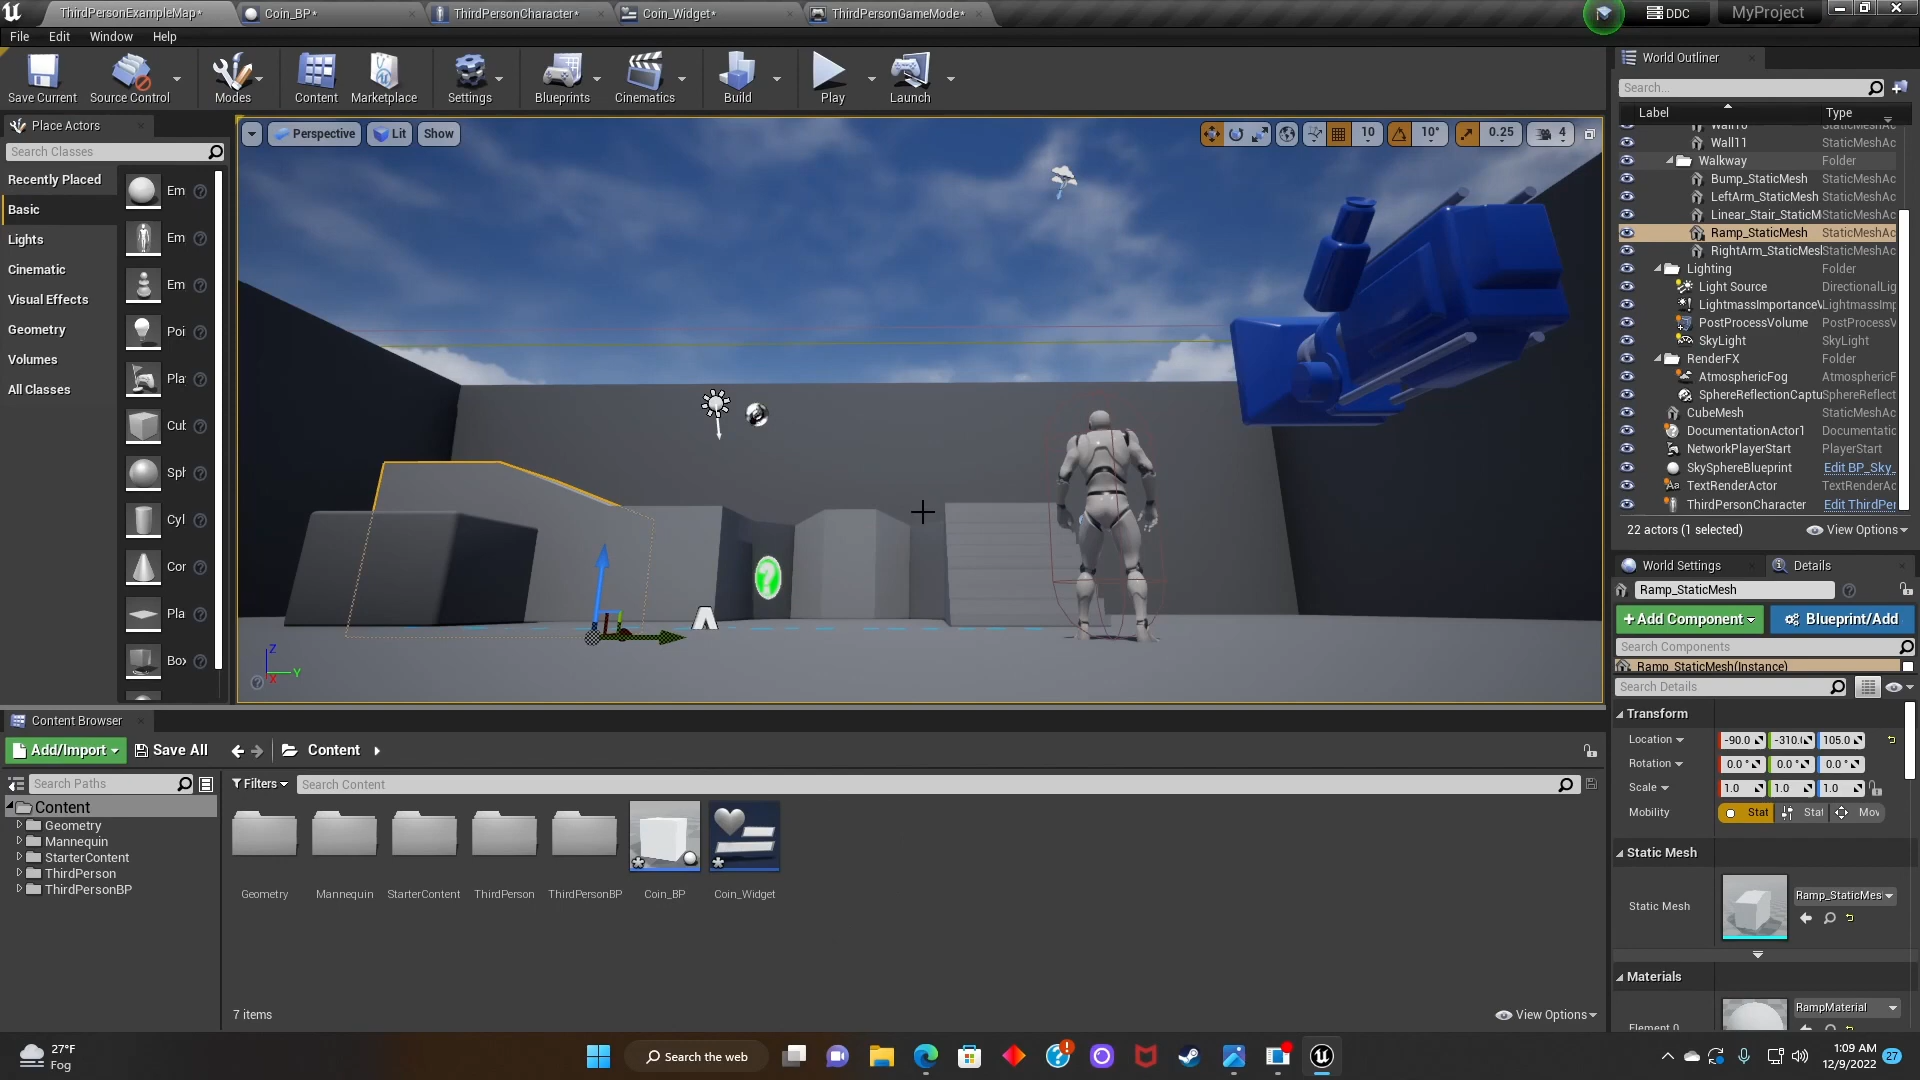 ThirdPersonExampleMap*
Coin_BP*
ThirdPersonCharacter*
Coin_Widget*
ThirdPersonGameMode*
DDC
MyProject
File Edit Window Help
Save Current
Source Control
Modes
Content
Marketplace
Settings
Blueprints
Cinematics
Build
Play
Launch
Place Actors
Search Classes
Recently Placed
Basic
Lights
Cinematic
Visual Effects
Geometry
Volumes
All Classes
Em
Em
Em
Poi
Pla
Cub
Sph
Cyl
Cor
Pla
Box
Perspective Lit Show
10 10° 0.25 4
Z
Y
X
World Outliner
Search...
Label Type
Wall11 StaticMeshAc
Walkway Folder
Bump_StaticMesh StaticMeshAc
LeftArm_StaticMesh StaticMeshAc
Linear_Stair_StaticM StaticMeshAc
Ramp_StaticMesh StaticMeshAc
RightArm_StaticMesh StaticMeshAc
Lighting Folder
Light Source DirectionalLig
LightmassImportanceV LightmassImp
PostProcessVolume PostProcessV
SkyLight SkyLight
RenderFX Folder
AtmosphericFog AtmosphericF
SphereReflectionCaptu SphereReflect
CubeMesh StaticMeshAc
DocumentationActor1 Documentatic
NetworkPlayerStart PlayerStart
SkySphereBlueprint Edit BP_Sky_
TextRenderActor TextRenderAc
ThirdPersonCharacter Edit ThirdPer
22 actors (1 selected)
View Options
World Settings
Details
Ramp_StaticMesh
+Add Component
Blueprint/Add
Search Components
Ramp_StaticMesh(Instance)
Search Details
Transform
Location -90.0 -310.( 105.0
Rotation 0.0 ° 0.0 ° 0.0 °
Scale 1.0 1.0 1.0
Mobility Stat Stat Mov
Static Mesh
Static Mesh
Ramp_StaticMes
Materials
Element 0
RampMaterial
Content Browser
Add/Import
Save All
Content
Search Paths
Filters
Search Content
Content
Geometry
Mannequin
StarterContent
ThirdPerson
ThirdPersonBP
Geometry
Mannequin
StarterContent
ThirdPerson
ThirdPersonBP
Coin_BP
Coin_Widget
7 items
View Options
27°F
Fog
Search the web
1:09 AM
12/9/2022
27